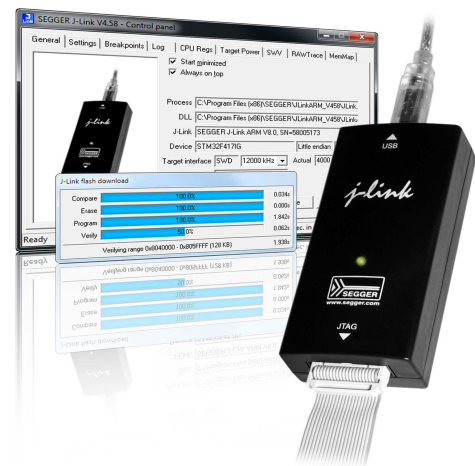 SEGGER J-Link V4.58 - Control panel
General Settings Breakpoints Log CPU Regs Target Power SWV RAWTrace MemMap
Start minimized
Always on top
Process C:\Program Files (x86)\SEGGER\JLinkARM_V458\JLink.
DLL C:\Program Files (x86)\SEGGER\JLinkARM_V458\JLink.
J-Link SEGGER J-Link ARM V8.0, SN=58005173
Device STM32F417IG Little endian
Target interface SWD 12000 kHz Actual 4000
J-Link flash download
Compare 100.0% 0.034s
Erase 100.0% 0.000s
Program 100.0% 1.842s
Verify 50.0% 0.062s
Verifying range 0x8040000 - 0x805FFFF (128 KB) 1.938s
Ready
sec. in
USB
j-link
SEGGER
www.segger.com
JTAG